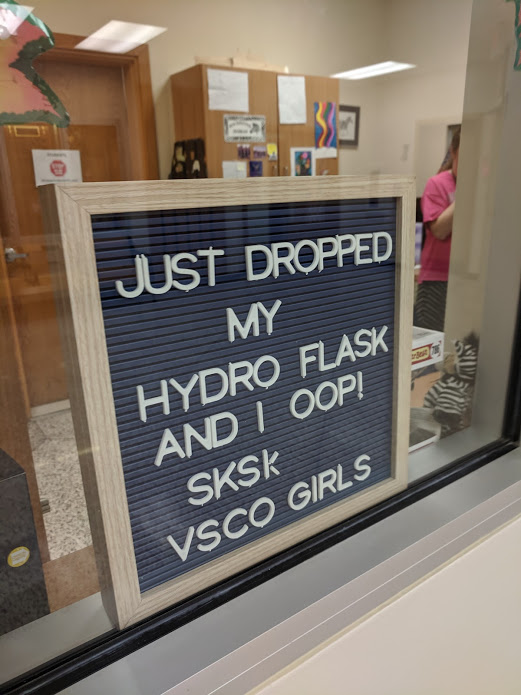 JUST DROPPED
MY
HYDRO FLASK
AND I OOP!
SKSK
VSCO GIRLS